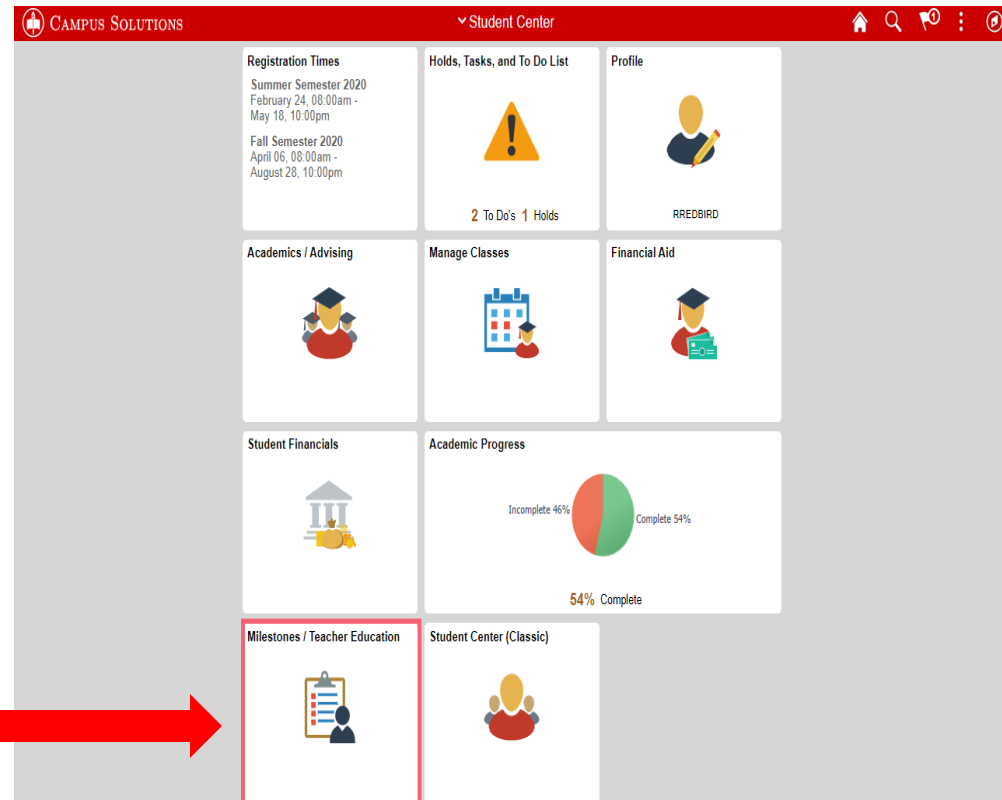 CAMPUS SOLUTIONS
Student Center
1
Registration Times
Summer Semester 2020
February 24, 08:00am -
May 18, 10:00pm
Fall Semester 2020
April 06, 08:00am -
August 28, 10:00pm
Holds, Tasks, and To Do List
2 To Do's 1 Holds
Profile
RREDBIRD
Academics / Advising
Manage Classes
Financial Aid
Student Financials
Academic Progress
Incomplete 46%
Complete 54%
54% Complete
Milestones / Teacher Education
Student Center (Classic)